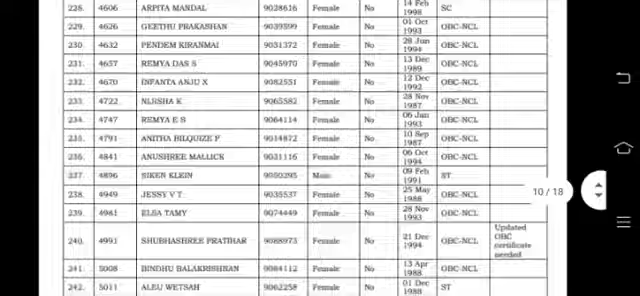 228. 4606 ARPITA MANDAL 9028616 Female No 14 Feb 1998 SC
229. 4626 GEETHU PRAKASHAN 9039599 Female No 01 Oct 1993 OBC-NCL
230. 4632 PENDEM KIRANMAI 9031372 Female No 28 Jun 1994 OBC-NCL
231. 4657 REMYA DAS S 9045970 Female No 13 Dec 1989 OBC-NCL
232. 4670 INFANTA ANJU X 9082551 Female No 12 Dec 1992 OBC-NCL
233. 4722 NIJISHA K 9065582 Female No 28 Nov 1987 OBC-NCL
234. 4747 REMYA E S 9064114 Female No 06 Jan 1993 OBC-NCL
235. 4791 ANITHA BILQUIZE P 9014872 Female No 10 Sep 1987 OBC-NCL
236. 4841 ANUSHREE MALLICK 9031116 Female No 06 Oct 1994 OBC-NCL
237. 4896 SIKEN KLEIN 9050295 Male No 09 Feb 1991 ST
238. 4949 JESSY V T 9035537 Female No 25 May 1988 OBC-NCL
10 / 18
239. 4981 ELSA TAMY 9074449 Female No 28 Nov 1993 OBC-NCL
240. 4991 SHUBHASHREE PRATIHAR 9088973 Female No 21 Dec 1994 OBC-NCL Updated OBC certificate needed
241. 5008 BINDHU BALAKRISHNAN 9084112 Female No 13 Apr 1988 OBC-NCL
242. 5011 ALEU WETSAH 9062258 Female No 01 Dec 1988 ST